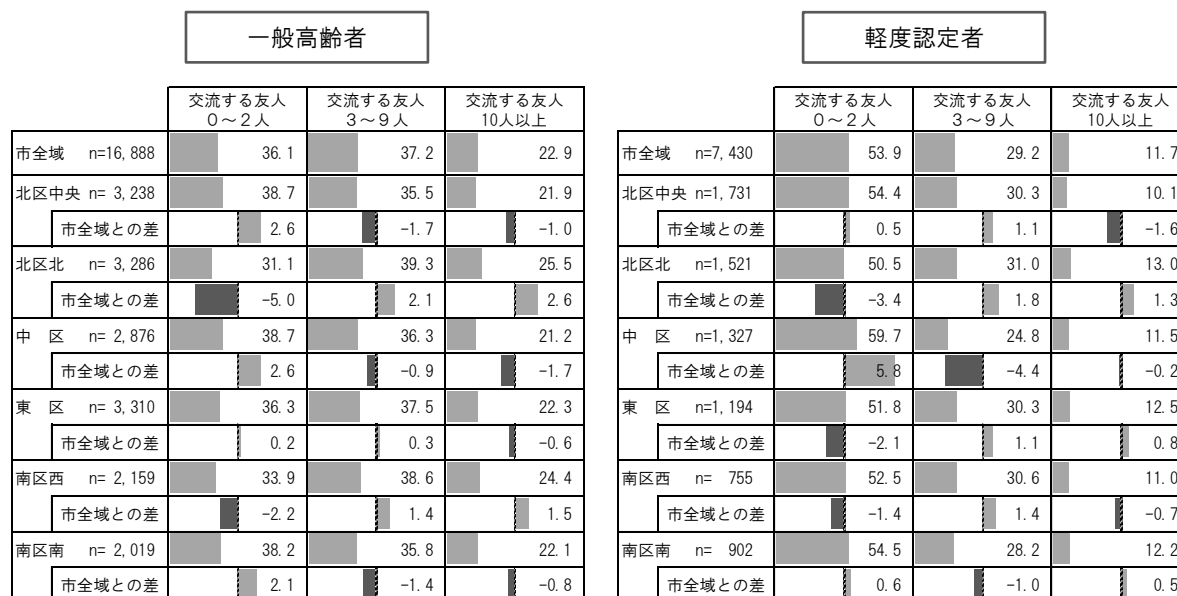 一般高齢者
交流する友人 ０～２人 交流する友人 ３～９人 交流する友人 10人以上
市全域 n=16,888 36.1 37.2 22.9
北区中央 n= 3,238 38.7 35.5 21.9
市全域との差 2.6 -1.7 -1.0
北区北 n= 3,286 31.1 39.3 25.5
市全域との差 -5.0 2.1 2.6
中　区 n= 2,876 38.7 36.3 21.2
市全域との差 2.6 -0.9 -1.7
東　区 n= 3,310 36.3 37.5 22.3
市全域との差 0.2 0.3 -0.6
南区西 n= 2,159 33.9 38.6 24.4
市全域との差 -2.2 1.4 1.5
南区南 n= 2,019 38.2 35.8 22.1
市全域との差 2.1 -1.4 -0.8
軽度認定者
交流する友人 ０～２人 交流する友人 ３～９人 交流する友人 10人以上
市全域 n=7,430 53.9 29.2 11.7
北区中央 n=1,731 54.4 30.3 10.1
市全域との差 0.5 1.1 -1.6
北区北 n=1,521 50.5 31.0 13.0
市全域との差 -3.4 1.8 1.3
中　区 n=1,327 59.7 24.8 11.5
市全域との差 5.8 -4.4 -0.2
東　区 n=1,194 51.8 30.3 12.5
市全域との差 -2.1 1.1 0.8
南区西 n= 755 52.5 30.6 11.0
市全域との差 -1.4 1.4 -0.7
南区南 n= 902 54.5 28.2 12.2
市全域との差 0.6 -1.0 0.5